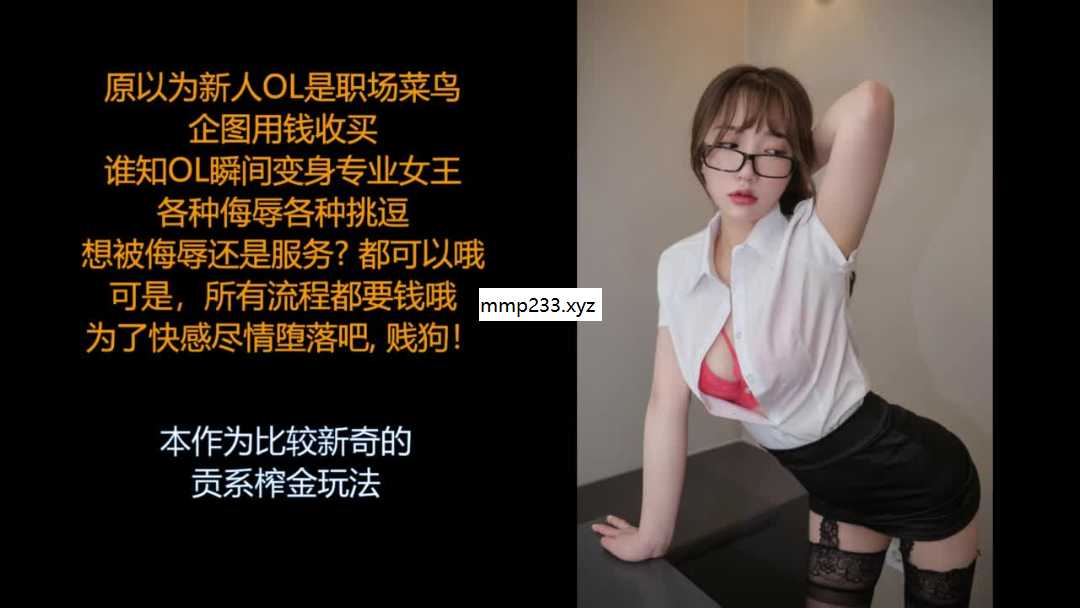 原以为新人OL是职场菜鸟
企图用钱收买
谁知OL瞬间变身专业女王
各种侮辱各种挑逗
想被侮辱还是服务? 都可以哦
可是，所有流程都要钱哦
为了快感尽情堕落吧, 贱狗!
mmp233.xyz
本作为比较新奇的
贡系榨金玩法